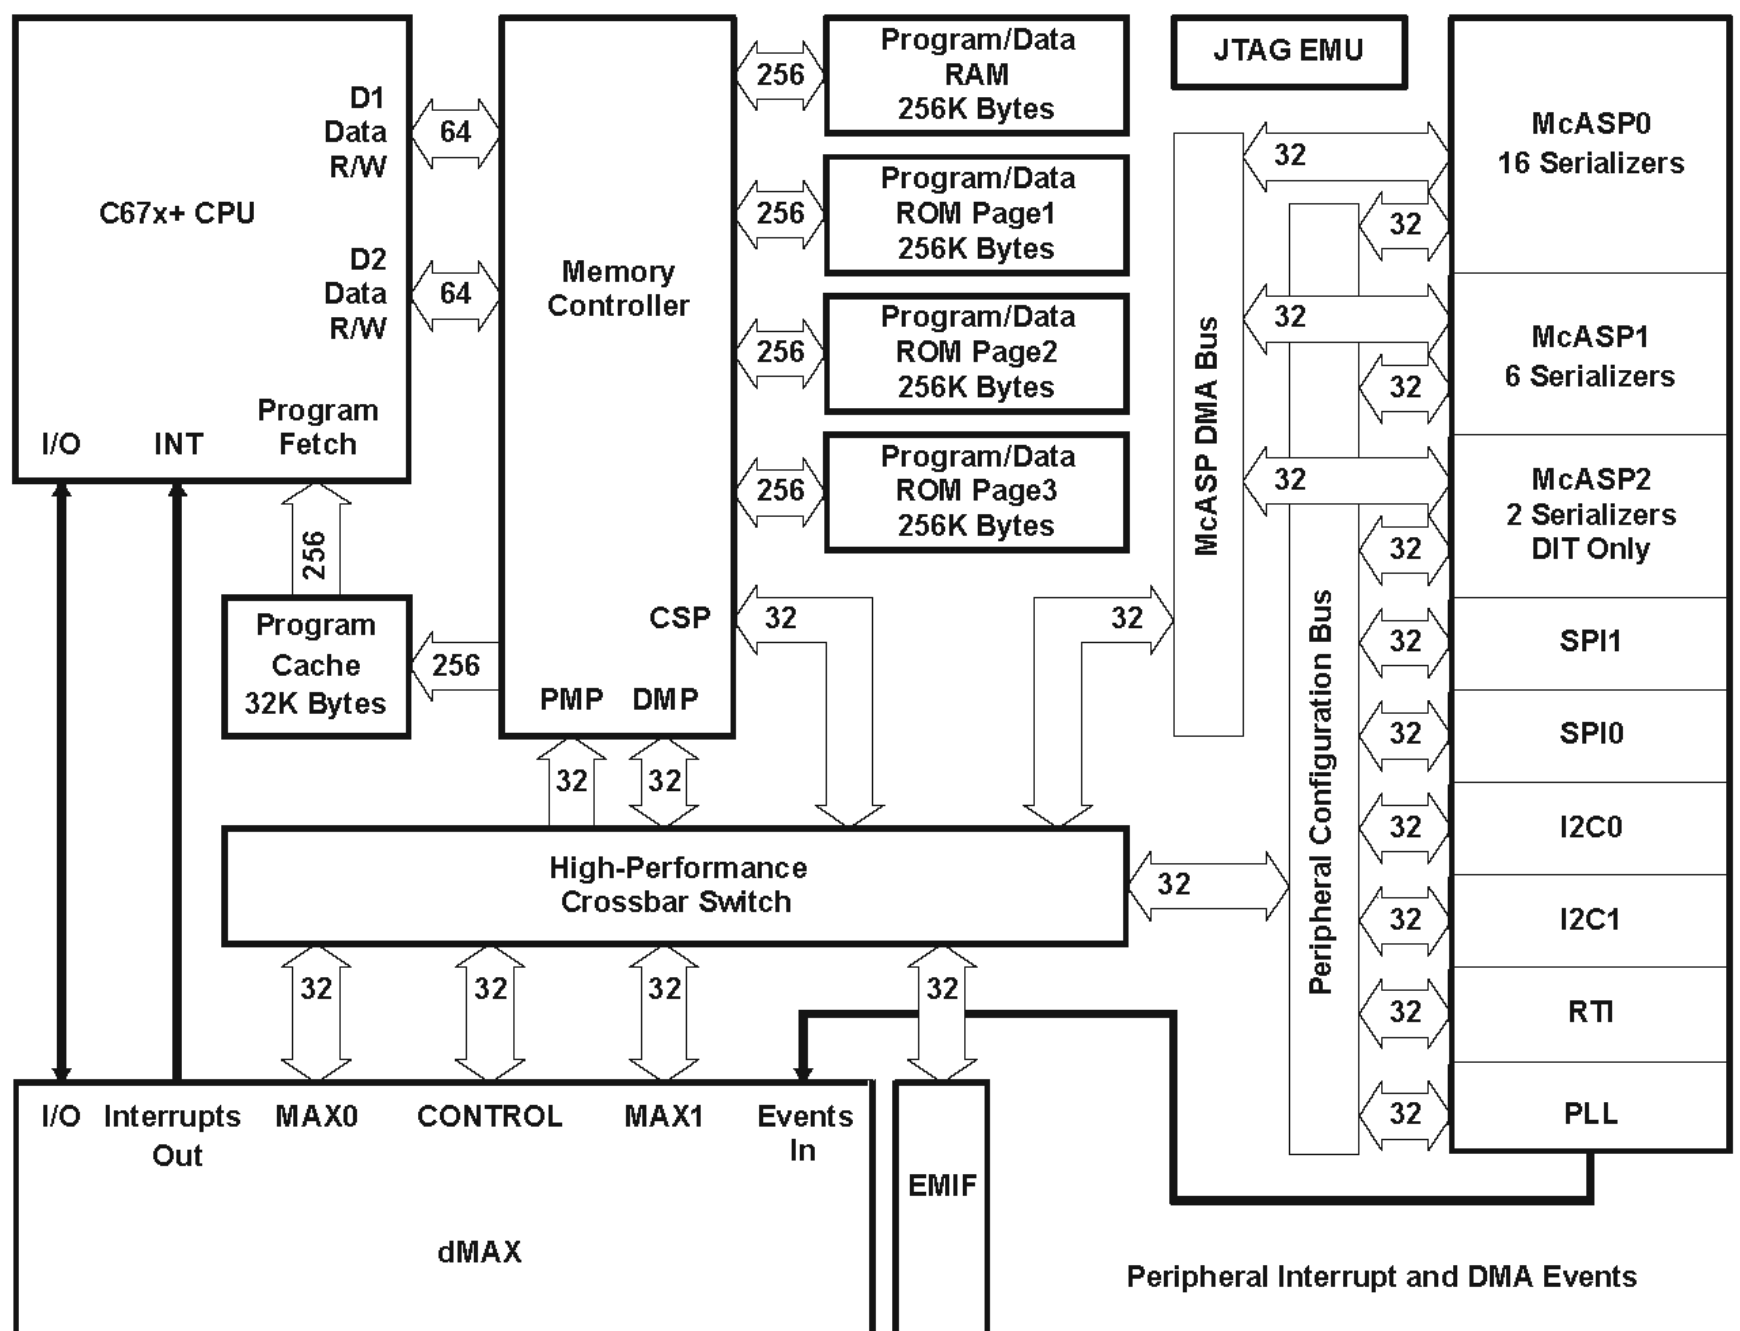 C67x+ CPU
D1
Data
R/W
64
D2
Data
R/W
64
I/O
INT
Program
Fetch
256
Program
Cache
32K Bytes
256
Memory
Controller
CSP
PMP
DMP
256
Program/Data
RAM
256K Bytes
256
Program/Data
ROM Page1
256K Bytes
256
Program/Data
ROM Page2
256K Bytes
256
Program/Data
ROM Page3
256K Bytes
32
32
32
32
High-Performance
Crossbar Switch
32
32
32
32
32
I/O
Interrupts
Out
MAX0
CONTROL
MAX1
Events
In
dMAX
EMIF
JTAG EMU
McASP DMA Bus
Peripheral Configuration Bus
32
32
McASP0
16 Serializers
32
32
McASP1
6 Serializers
32
32
McASP2
2 Serializers
DIT Only
32
SPI1
32
SPI0
32
I2C0
32
I2C1
32
RTI
32
PLL
Peripheral Interrupt and DMA Events